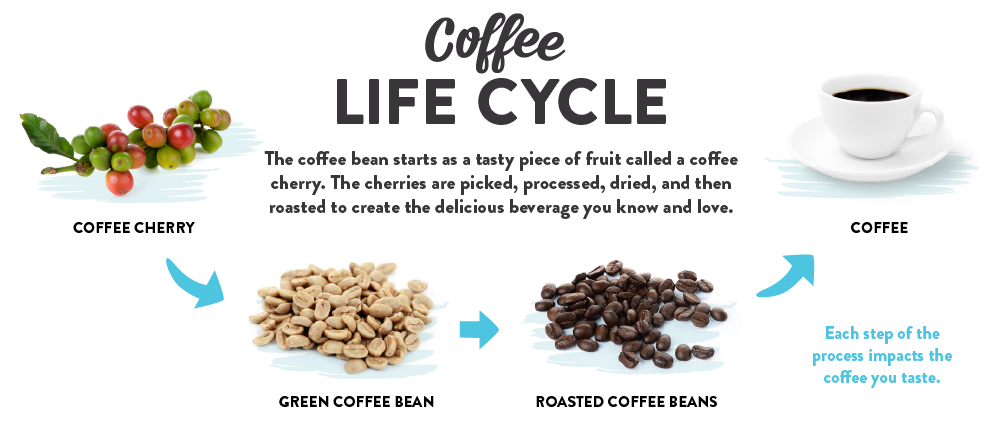 Coffee
LIFE CYCLE
The coffee bean starts as a tasty piece of fruit called a coffee
cherry. The cherries are picked, processed, dried, and then
roasted to create the delicious beverage you know and love.
COFFEE CHERRY
COFFEE
GREEN COFFEE BEAN
ROASTED COFFEE BEANS
Each step of the
process impacts the
coffee you taste.